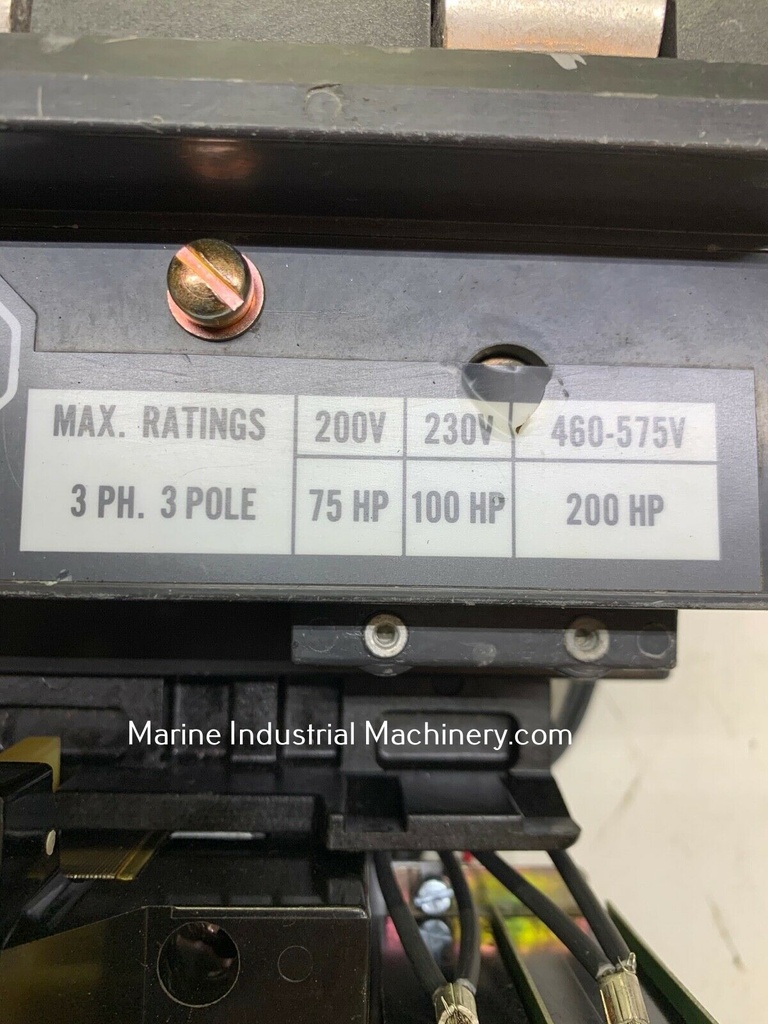 MAX. RATINGS 200V 230V 460-575V
3 PH. 3 POLE 75 HP 100 HP 200 HP
Marine Industrial Machinery.com